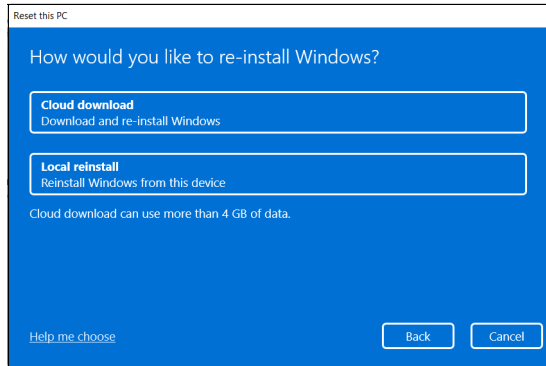 Reset this PC
How would you like to re-install Windows?
Cloud download
Download and re-install Windows
Local reinstall
Reinstall Windows from this device
Cloud download can use more than 4 GB of data.
Help me choose
Back
Cancel